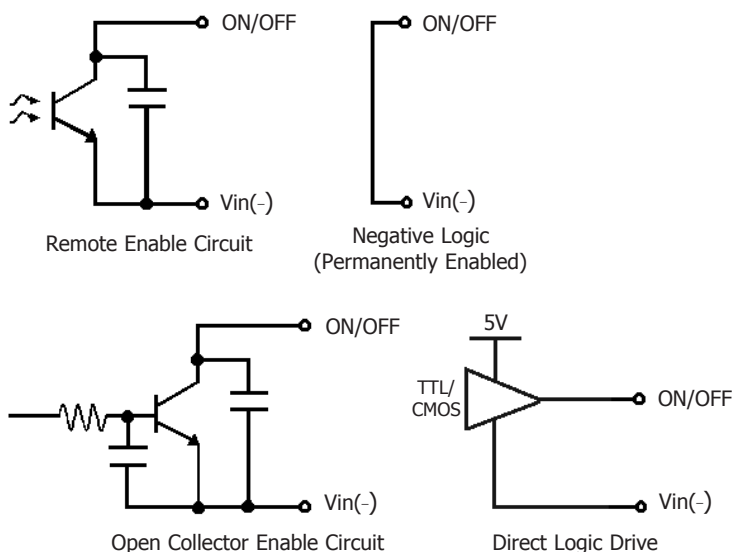 ON/OFF
Vin(-)
Remote Enable Circuit
ON/OFF
Vin(-)
Negative Logic
(Permanently Enabled)
ON/OFF
Vin(-)
Open Collector Enable Circuit
5V
TTL/
CMOS
ON/OFF
Vin(-)
Direct Logic Drive